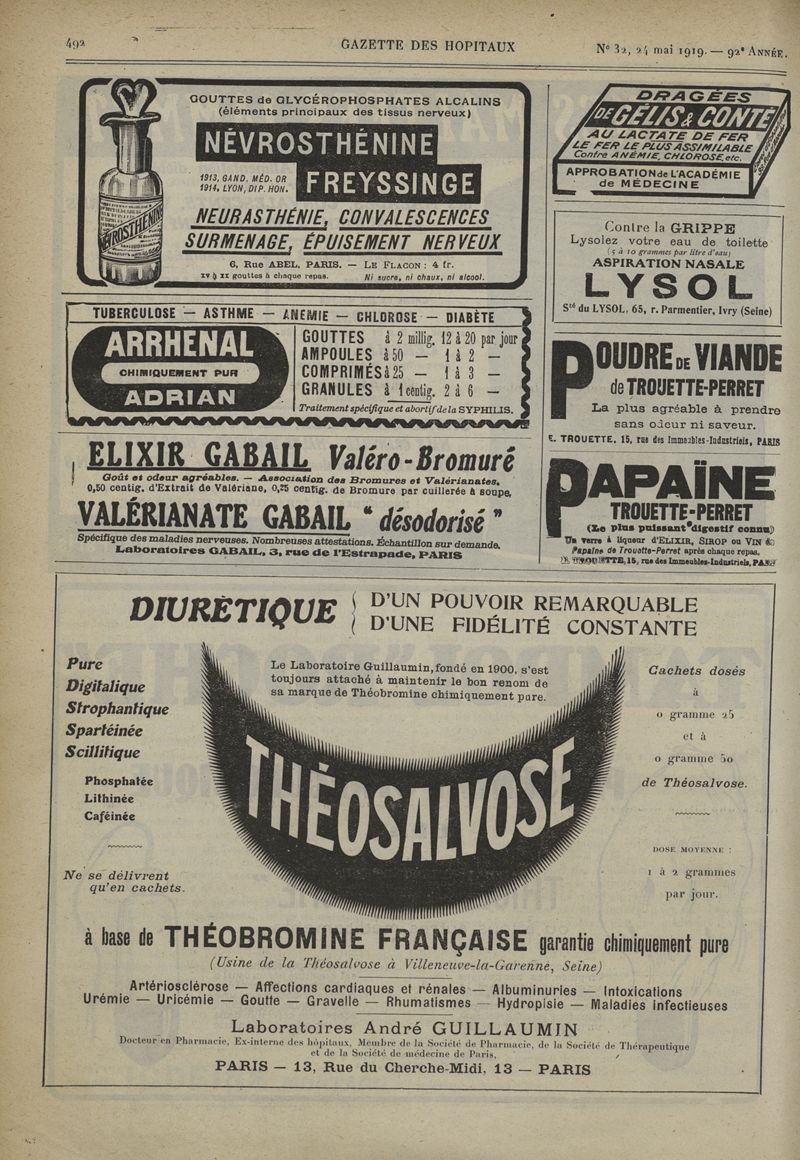 492
GAZETTE DES HOPITAUX
N° 32, 24 mai 1919. — 92e ANNÉE.
GOUTTES de GLYCÉROPHOSPHATES ALCALINS
(éléments principaux des tissus nerveux)
NÉVROSTHÉNINE
1913, GAND. MÉD. OR
1914, LYON, DIP. HON.
FREYSSINGE
NEURASTHÉNIE, CONVALESCENCES
SURMENAGE, ÉPUISEMENT NERVEUX
6, Rue ABEL, PARIS. — LE FLACON : 4 fr.
XV à XX gouttes à chaque repas. Ni sucre, ni chaux, ni alcool.
NÉVROSTHÉNINE
TUBERCULOSE — ASTHME — ANEMIE — CHLOROSE — DIABÈTE
ARRHENAL
CHIMIQUEMENT PUR
ADRIAN
GOUTTES à 2 millig. 12 à 20 par jour
AMPOULES à 50 — 1 à 2 —
COMPRIMÉS à 25 — 1 à 3 —
GRANULES à 1 centig. 2 à 6 —
Traitement spécifique et abortif de la SYPHILIS.
ELIXIR GABAIL Valéro-Bromuré
Goût et odeur agréables. — Association des Bromures et Valérianates.
0,50 centig. d'Extrait de Valériane, 0,25 centig. de Bromure par cuillerée à soupe.
VALÉRIANATE GABAIL “ désodorisé ”
Spécifique des maladies nerveuses. Nombreuses attestations. Échantillon sur demande.
Laboratoires GABAIL, 3, rue de l'Estrapade, PARIS
DRAGÉES
DE GÉLIS & CONTÉ
AU LACTATE DE FER
LE FER LE PLUS ASSIMILABLE
Contre ANÉMIE, CHLOROSE, etc.
APPROBATION de L'ACADÉMIE
de MÉDECINE
Contre la GRIPPE
Lysolez votre eau de toilette
(5 à 10 grammes par litre d'eau)
ASPIRATION NASALE
LYSOL
Sté du LYSOL, 65, r. Parmentier, Ivry (Seine)
POUDRE DE VIANDE
de TROUETTE-PERRET
La plus agréable à prendre
sans odeur ni saveur.
E. TROUETTE, 15, rue des Immeubles-Industriels, PARIS
PAPAÏNE
TROUETTE-PERRET
(Le plus puissant digestif connu)
Un verre à liqueur d'ELIXIR, SIROP ou VIN de
Papaïne de Trouette-Perret après chaque repas.
E. TROUETTE, 15, rue des Immeubles-Industriels, PARIS
DIURÉTIQUE
D'UN POUVOIR REMARQUABLE
D'UNE FIDÉLITÉ CONSTANTE
Le Laboratoire Guillaumin, fondé en 1900, s'est
toujours attaché à maintenir le bon renom de
sa marque de Théobromine chimiquement pure.
Pure
Digitalique
Strophantique
Spartéinée
Scillitique
Phosphatée
Lithinée
Caféinée
Ne se délivrent
qu'en cachets.
THÉOSALVOSE
Cachets dosés
à
0 gramme 25
et à
0 gramme 50
de Théosalvose.
DOSE MOYENNE :
1 à 2 grammes
par jour.
à base de THÉOBROMINE FRANÇAISE garantie chimiquement pure
(Usine de la Théosalvose à Villeneuve-la-Garenne, Seine)
Artériosclérose — Affections cardiaques et rénales — Albuminuries — Intoxications
Urémie — Uricémie — Goutte — Gravelle — Rhumatismes — Hydropisie — Maladies infectieuses
Laboratoires André GUILLAUMIN
Docteur en Pharmacie, Ex-interne des hôpitaux, Membre de la Société de Pharmacie, de la Société de Thérapeutique
et de la Société de médecine de Paris.
PARIS — 13, Rue du Cherche-Midi, 13 — PARIS